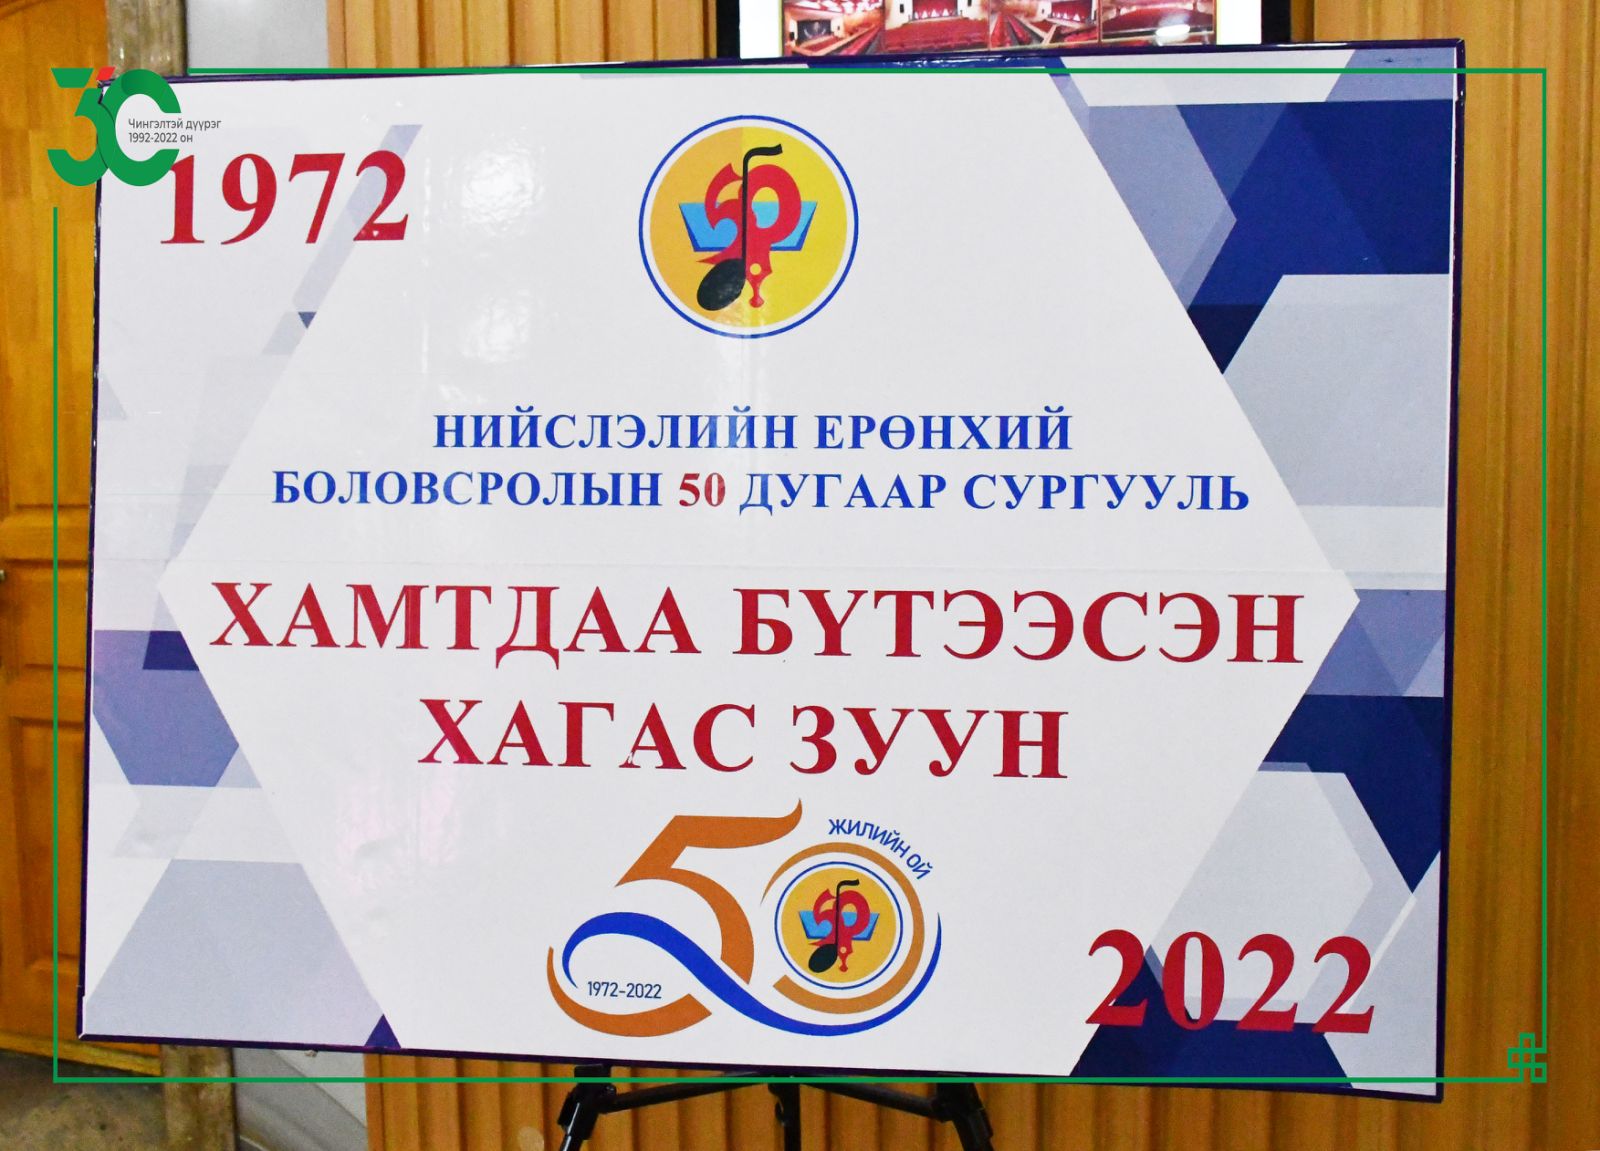 Чингэлтэй дүүрэг
1992-2022 он
1972
НИЙСЛЭЛИЙН ЕРӨНХИЙ
БОЛОВСРОЛЫН 50 ДУГААР СУРГУУЛЬ
ХАМТДАА БҮТЭЭСЭН
ХАГАС ЗУУН
50
ЖИЛИЙН ОЙ
1972-2022
2022